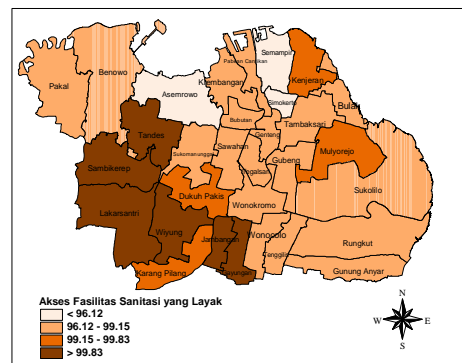 Semampir
Pabean Cantikan
Benowo
Krembangan
Kenjeran
Pakal
Asemrowo
Simokerto
Bulak
Bubutan
Tambaksari
Tandes
Genteng
Sukomanunggal
Sawahan
Mulyorejo
Gubeng
Sambikerep
Tegalsari
Sukolilo
Dukuh Pakis
Wonokromo
Lakarsantri
Wiyung
Jambangan
Wonocolo
Rungkut
Tenggilis
Karang Pilang
Gayungan
Gunung Anyar
Akses Fasilitas Sanitasi yang Layak
< 96.12
96.12 - 99.15
99.15 - 99.83
> 99.83
N
W E
S